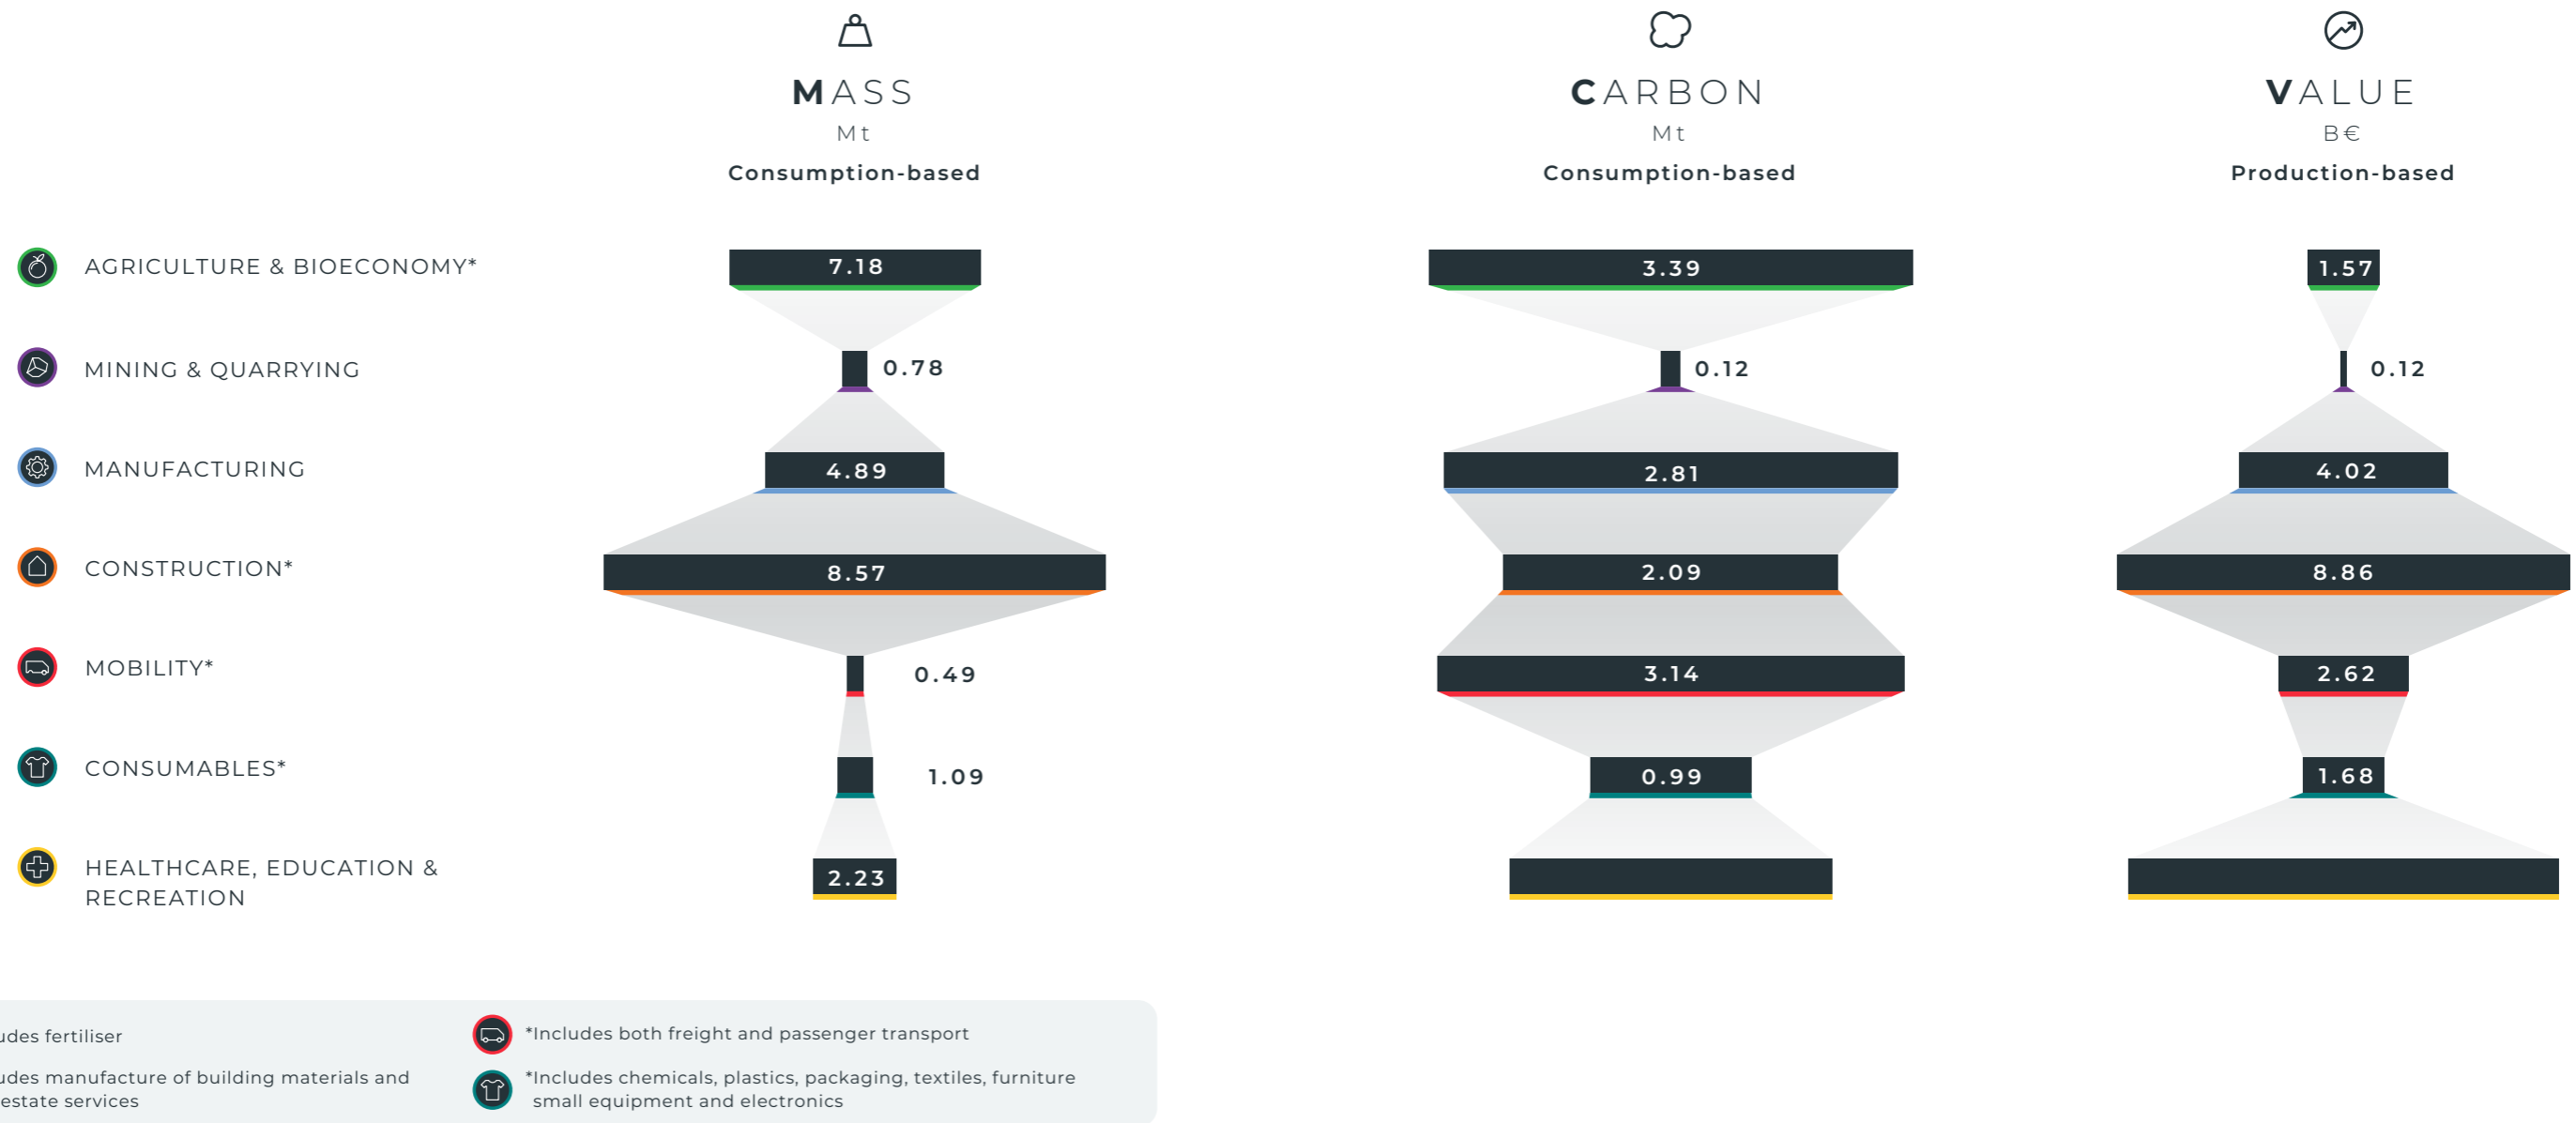 MASS
Mt
Consumption-based
CARBON
Mt
Consumption-based
VALUE
B€
Production-based
AGRICULTURE & BIOECONOMY*
7.18
3.39
1.57
MINING & QUARRYING
0.78
0.12
0.12
MANUFACTURING
4.89
2.81
4.02
CONSTRUCTION*
8.57
2.09
8.86
MOBILITY*
0.49
3.14
2.62
CONSUMABLES*
1.09
0.99
1.68
HEALTHCARE, EDUCATION &
RECREATION
2.23
fertiliser
manufacture of building materials and
estate services
*Includes both freight and passenger transport
*Includes chemicals, plastics, packaging, textiles, furniture
small equipment and electronics